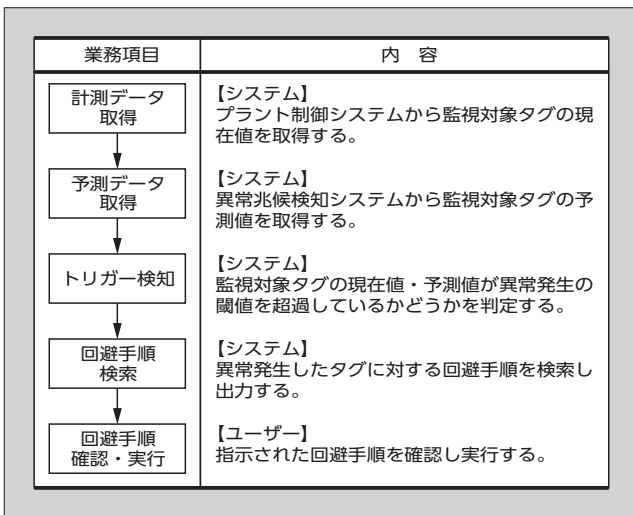 業務項目
内　容
計測データ
取得
【システム】
プラント制御システムから監視対象タグの現
在値を取得する。
予測データ
取得
【システム】
異常兆候検知システムから監視対象タグの予
測値を取得する。
トリガー検知
【システム】
監視対象タグの現在値・予測値が異常発生の
閾値を超過しているかどうかを判定する。
回避手順
検索
【システム】
異常発生したタグに対する回避手順を検索し
出力する。
回避手順
確認・実行
【ユーザー】
指示された回避手順を確認し実行する。